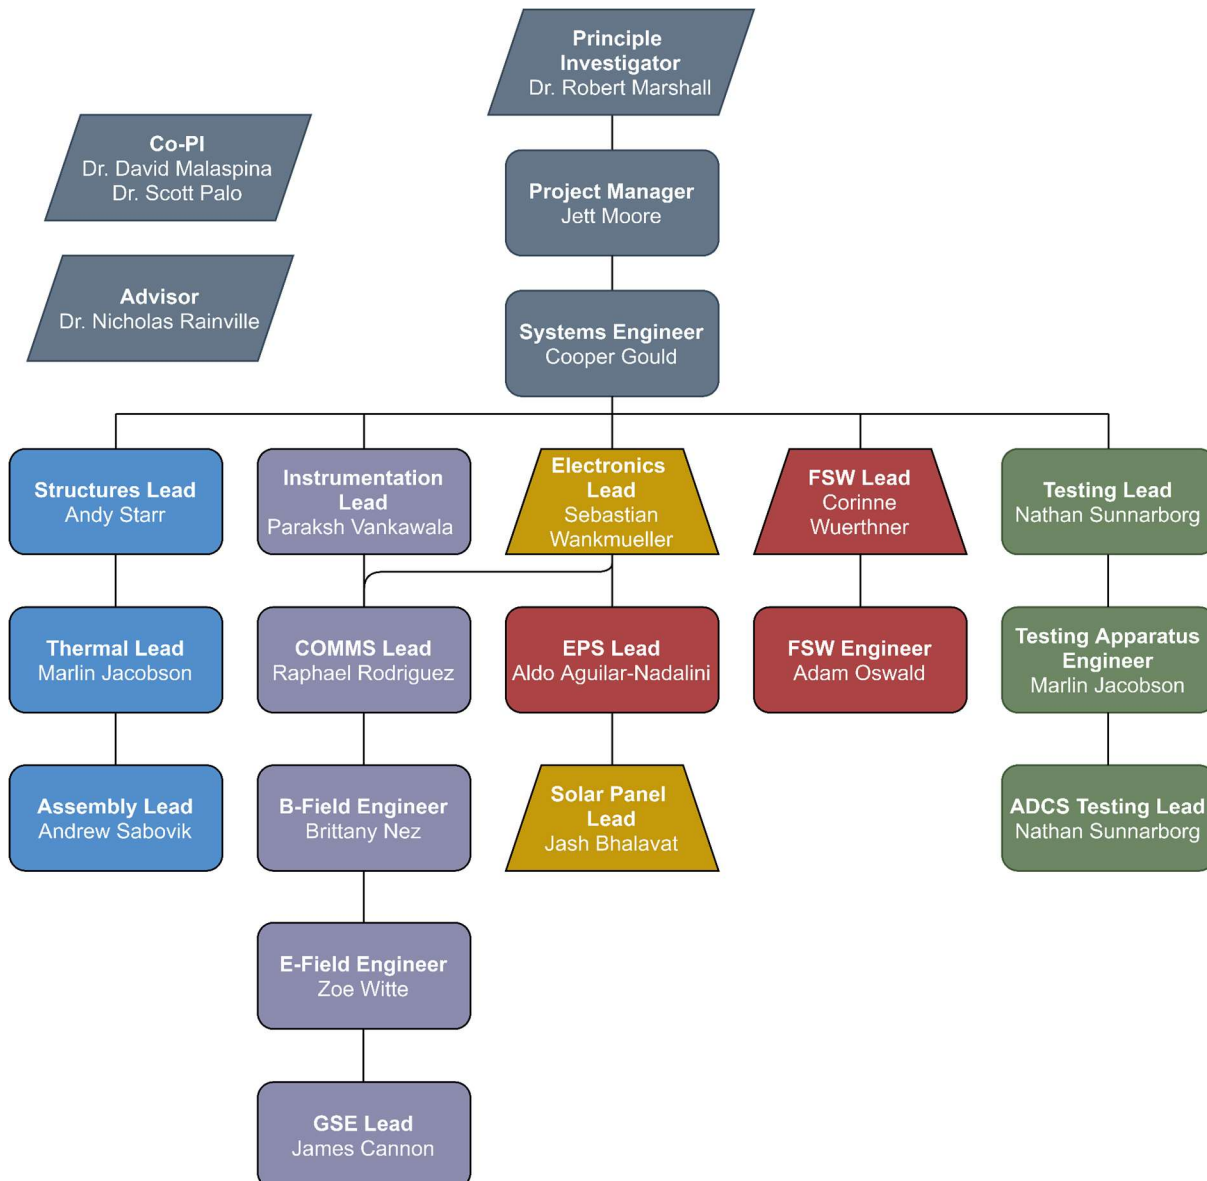 Principle
Investigator
Dr. Robert Marshall
Co-PI
Dr. David Malaspina
Dr. Scott Palo
Project Manager
Jett Moore
Advisor
Dr. Nicholas Rainville
Systems Engineer
Cooper Gould
Structures Lead
Andy Starr
Instrumentation
Lead
Paraksh Vankawala
Electronics
Lead
Sebastian
Wankmueller
FSW Lead
Corinne
Wuerthner
Testing Lead
Nathan Sunnarborg
Thermal Lead
Marlin Jacobson
COMMS Lead
Raphael Rodriguez
EPS Lead
Aldo Aguilar-Nadalini
FSW Engineer
Adam Oswald
Testing Apparatus
Engineer
Marlin Jacobson
Assembly Lead
Andrew Sabovik
B-Field Engineer
Brittany Nez
Solar Panel
Lead
Jash Bhalavat
ADCS Testing Lead
Nathan Sunnarborg
E-Field Engineer
Zoe Witte
GSE Lead
James Cannon